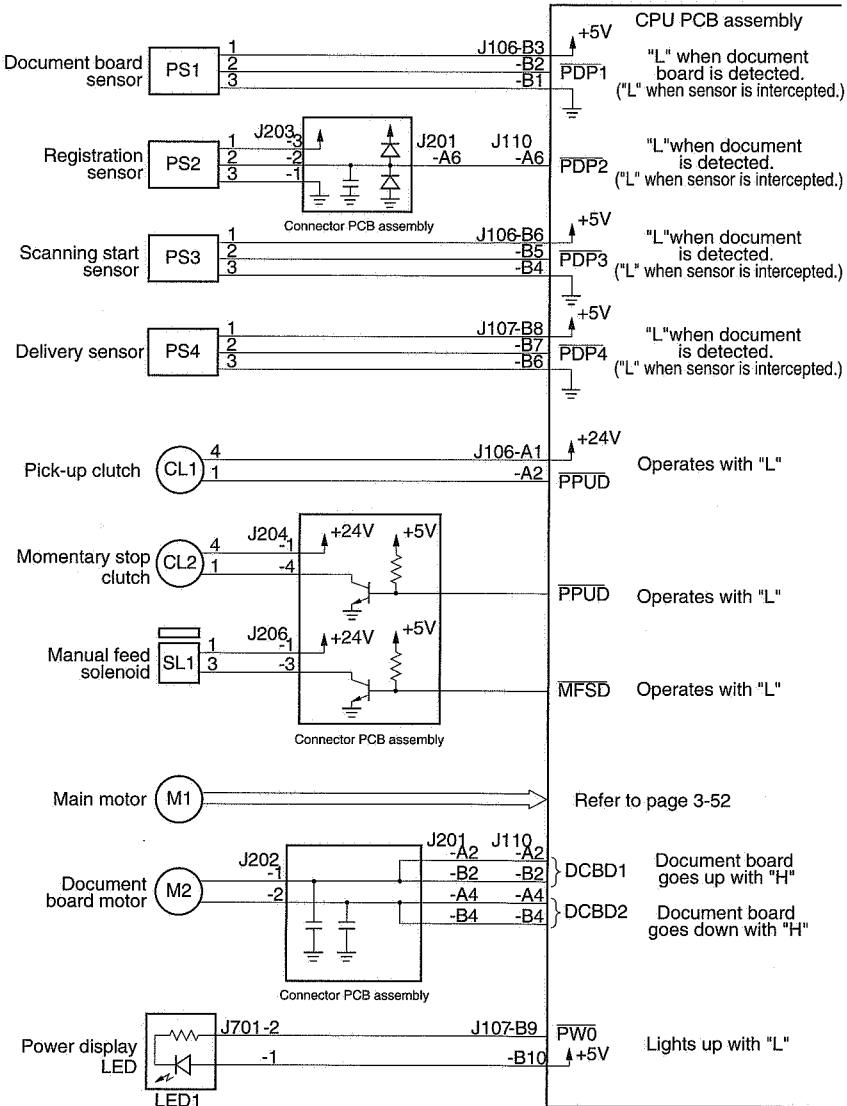 CPU PCB assembly
Document board
sensor
PS1
1
2
3
J106-B3
-B2
-B1
+5V
PDP1
"L" when document
board is detected.
("L" when sensor is intercepted.)
Registration
sensor
PS2
1
2
3
J203
-3
-2
-1
J201
-A6
J110
-A6
PDP2
"L"when document
is detected.
("L" when sensor is intercepted.)
Connector PCB assembly
Scanning start
sensor
PS3
1
2
3
J106-B6
-B5
-B4
+5V
PDP3
"L"when document
is detected.
("L" when sensor is intercepted.)
Delivery sensor
PS4
1
2
3
J107-B8
-B7
-B6
+5V
PDP4
"L"when document
is detected.
("L" when sensor is intercepted.)
Pick-up clutch
CL1
4
1
J106-A1
-A2
+24V
PPUD
Operates with "L"
Momentary stop
clutch
CL2
4
1
J204
-1
-4
+24V
+5V
PPUD
Operates with "L"
Manual feed
solenoid
SL1
1
3
J206
-1
-3
+24V
+5V
MFSD
Operates with "L"
Connector PCB assembly
Main motor
M1
Refer to page 3-52
Document
board motor
M2
J202
-1
-2
J201
-A2
-B2
-A4
-B4
J110
-A2
-B2
-A4
-B4
DCBD1
DCBD2
Document board
goes up with "H"
Document board
goes down with "H"
Connector PCB assembly
Power display
LED
LED1
J701-2
-1
J107-B9
-B10
PW0
+5V
Lights up with "L"